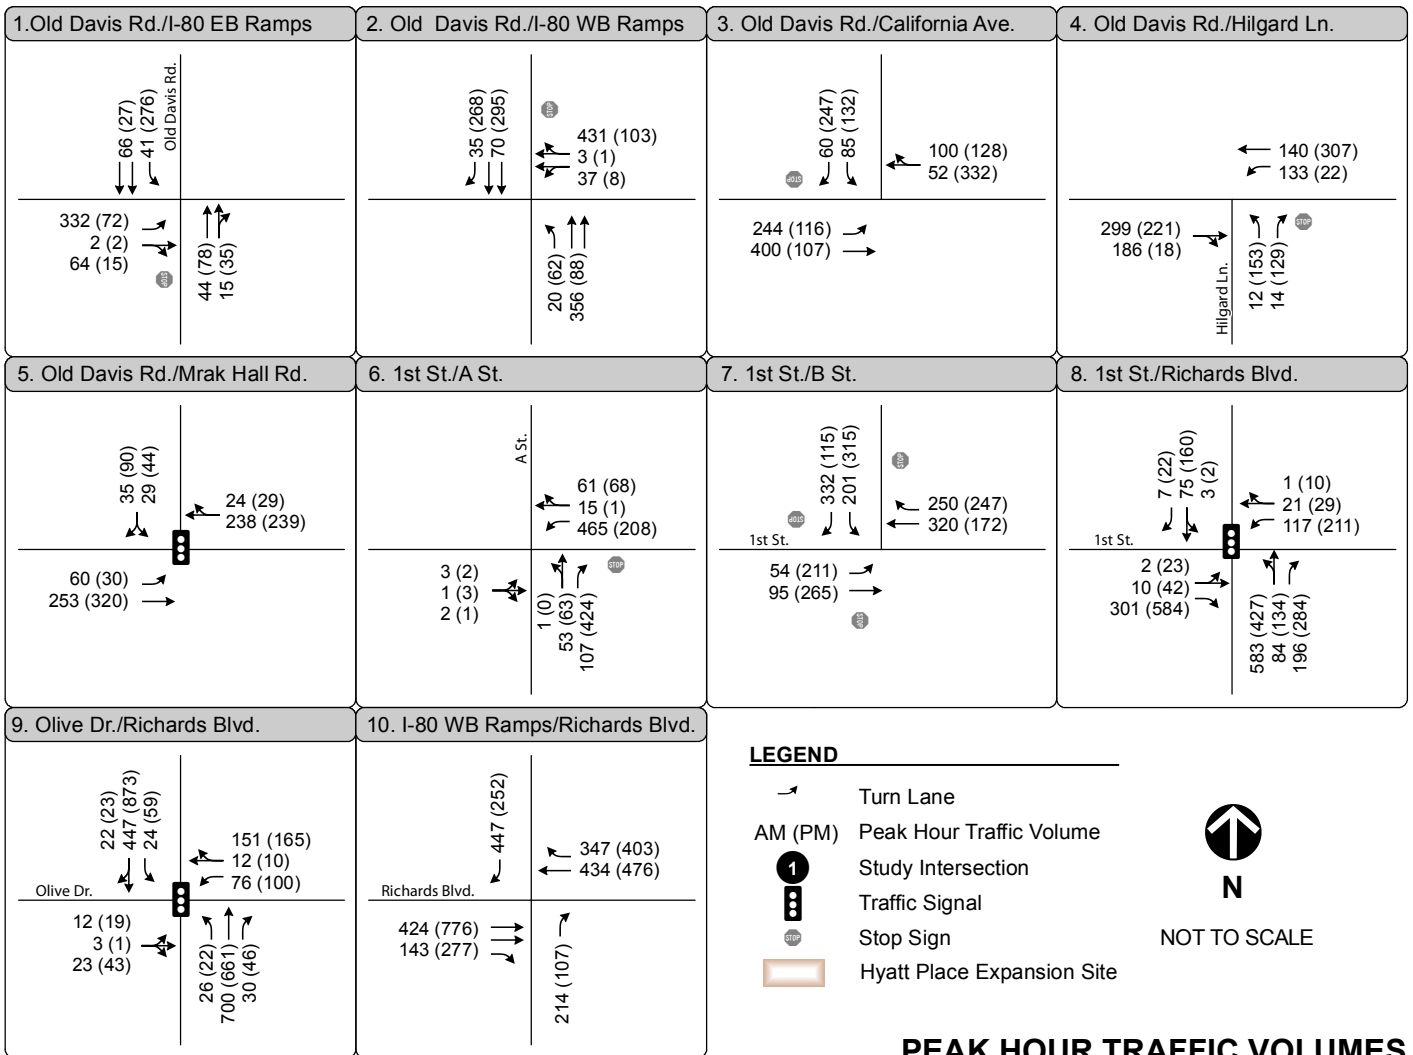 1.Old Davis Rd./I-80 EB Ramps
66 (27)
41 (276)
Old Davis Rd.
332 (72)
2 (2)
64 (15)
STOP
44 (78)
15 (35)
2. Old Davis Rd./I-80 WB Ramps
35 (268)
70 (295)
STOP
431 (103)
3 (1)
37 (8)
20 (62)
356 (88)
3. Old Davis Rd./California Ave.
60 (247)
85 (132)
STOP
100 (128)
52 (332)
244 (116)
400 (107)
4. Old Davis Rd./Hilgard Ln.
140 (307)
133 (22)
299 (221)
186 (18)
Hilgard Ln.
12 (153)
14 (129)
STOP
5. Old Davis Rd./Mrak Hall Rd.
35 (90)
29 (44)
24 (29)
238 (239)
60 (30)
253 (320)
6. 1st St./A St.
A St.
61 (68)
15 (1)
465 (208)
3 (2)
1 (3)
2 (1)
1 (0)
53 (63)
107 (424)
STOP
7. 1st St./B St.
332 (115)
201 (315)
STOP
STOP
250 (247)
320 (172)
1st St.
54 (211)
95 (265)
STOP
8. 1st St./Richards Blvd.
7 (22)
75 (160)
3 (2)
1 (10)
21 (29)
117 (211)
1st St.
2 (23)
10 (42)
301 (584)
583 (427)
84 (134)
196 (284)
9. Olive Dr./Richards Blvd.
22 (23)
447 (873)
24 (59)
151 (165)
12 (10)
76 (100)
Olive Dr.
12 (19)
3 (1)
23 (43)
26 (22)
700 (661)
30 (46)
10. I-80 WB Ramps/Richards Blvd.
447 (252)
347 (403)
434 (476)
Richards Blvd.
424 (776)
143 (277)
214 (107)
LEGEND
Turn Lane
AM (PM) Peak Hour Traffic Volume
1 Study Intersection
Traffic Signal
STOP Stop Sign
Hyatt Place Expansion Site
N
NOT TO SCALE
PEAK HOUR TRAFFIC VOLUMES